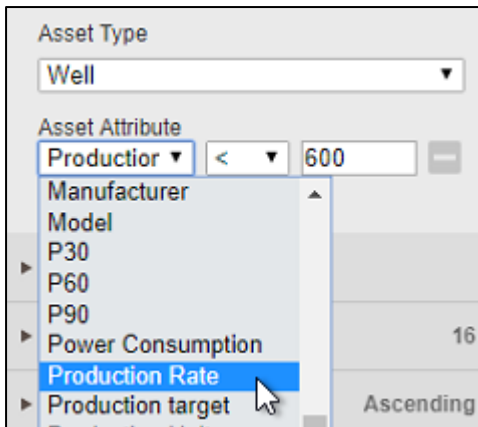 Asset Type
Well
Asset Attribute
Production < 600
Manufacturer
Model
P30
P60
P90
Power Consumption
16
Production Rate
Production target
Ascending